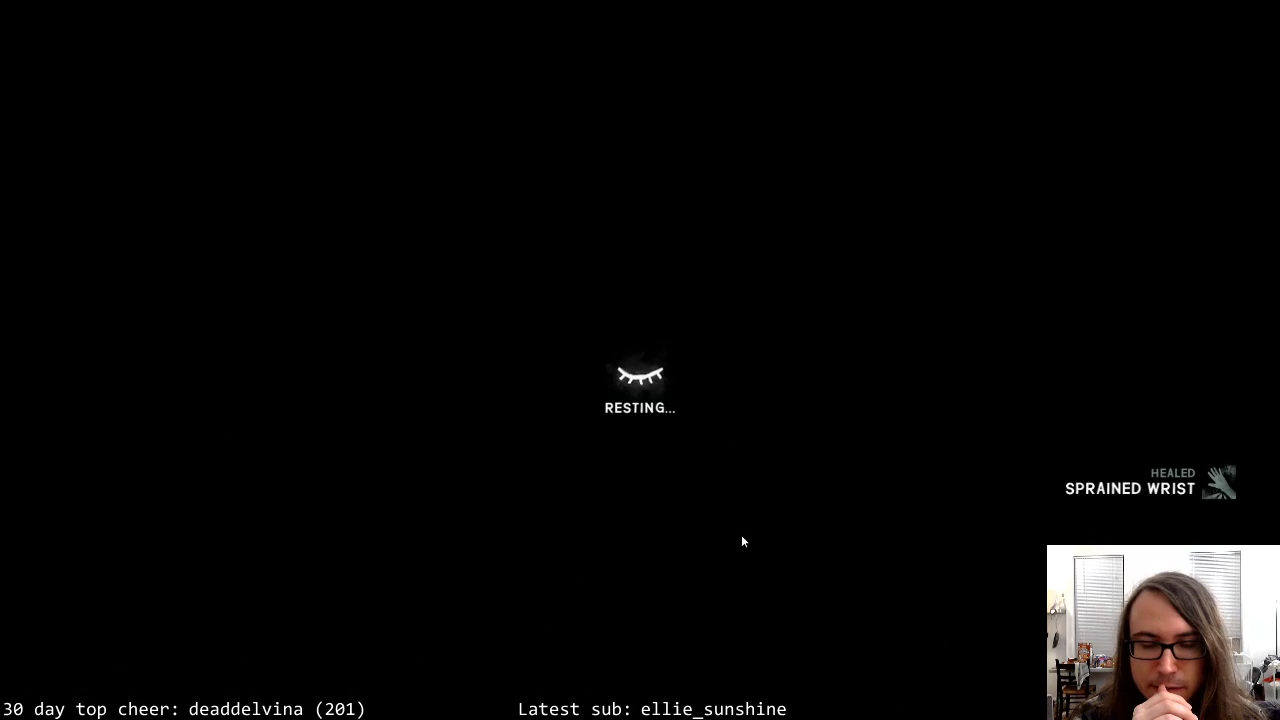 RESTING...
HEALED
SPRAINED WRIST
30 day top cheer: deaddelvina (201)
Latest sub: ellie_sunshine